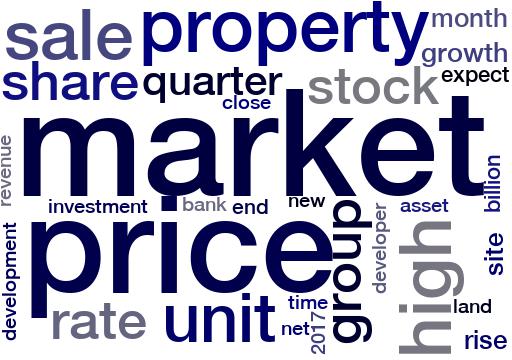 sale
property
month
growth
share
quarter
stock
expect
close
market
revenue
investment
bank
end
new
asset
billion
price
group
developer
high
site
development
rate
unit
time
net
2017
land
rise